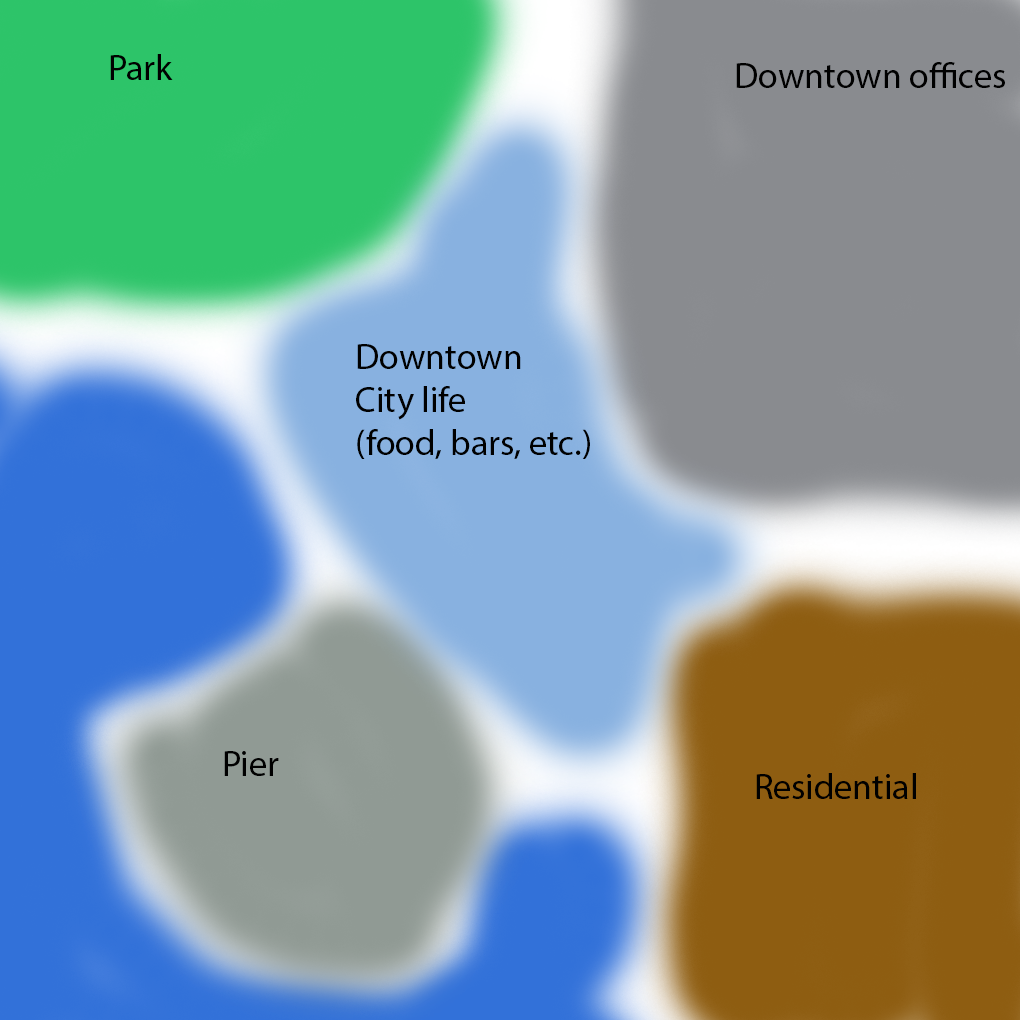 Park
Downtown offices
Downtown
City life
(food, bars, etc.)
Pier
Residential